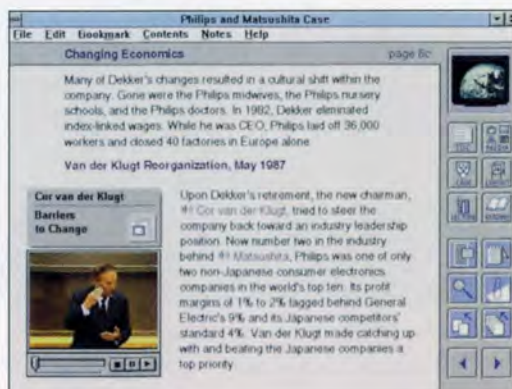 Philips and Matsushita Case
File Edit Bookmark Contents Notes Help
Changing Economics page 6c
Many of Dekker's changes resulted in a cultural shift within the
company. Gone were the Philips midwives, the Philips nursery
schools, and the Philips doctors. In 1982, Dekker eliminated
index-linked wages. While he was CEO, Philips laid off 36,000
workers and closed 40 factories in Europe alone.
Van der Klugt Reorganization, May 1987
Cor van der Klugt
Barriers
to Change
Upon Dekker's retirement, the new chairman,
Cor van der Klugt, tried to steer the
company back toward an industry leadership
position. Now number two in the industry
behind Matsushita, Philips was one of only
two non-Japanese consumer electronics
companies in the world's top ten. Its profit
margins of 1% to 2% lagged behind General
Electric's 9% and its Japanese competitors'
standard 4%. Van der Klugt made catching up
with and beating the Japanese companies a
top priority.